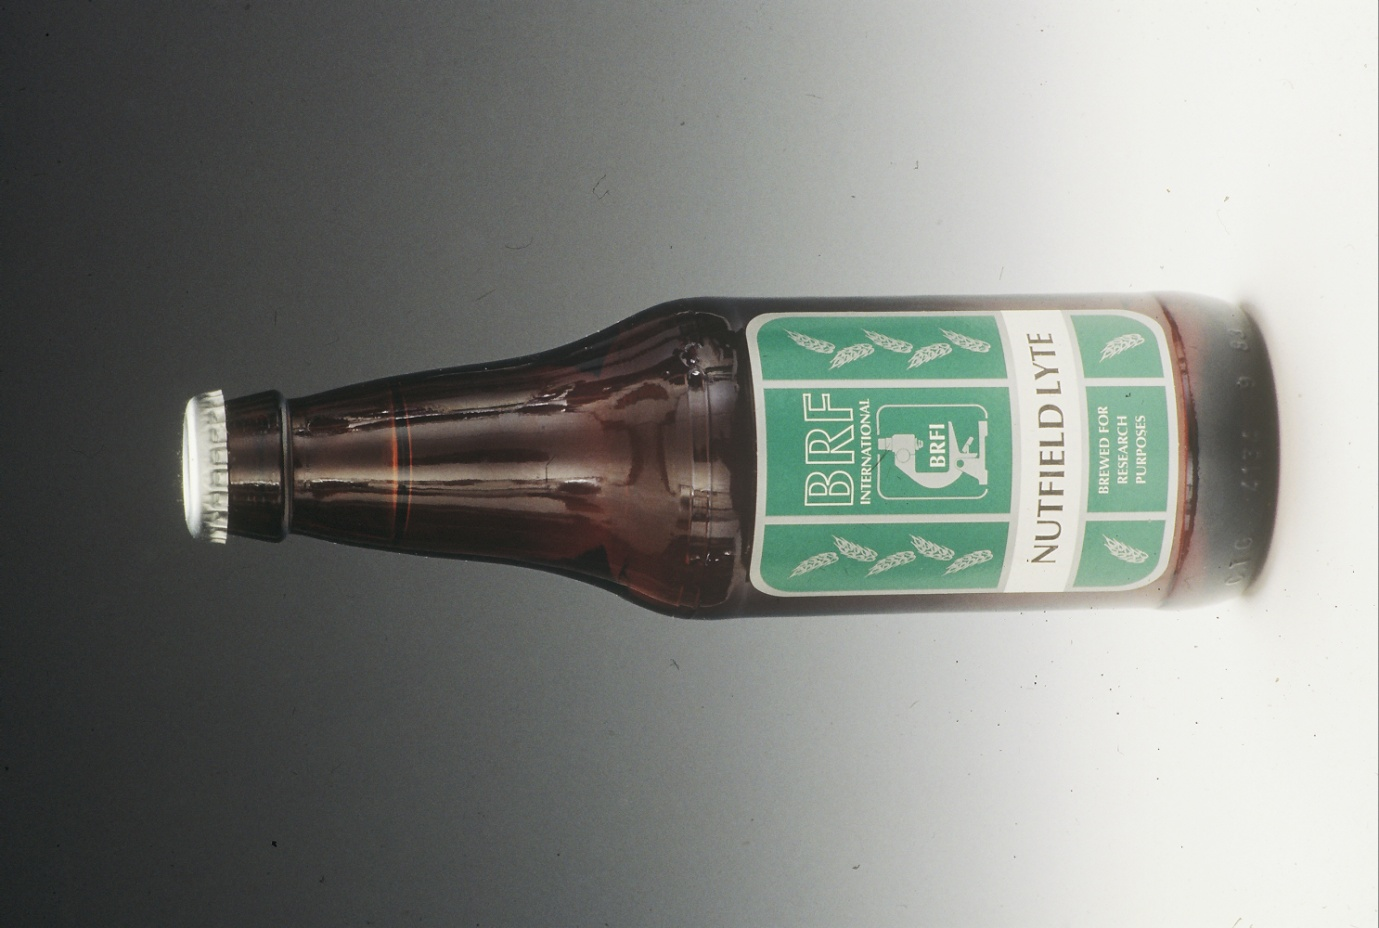 BRF
INTERNATIONAL
BRFI
NUTFIELD LYTE
BREWED FOR
RESEARCH
PURPOSES